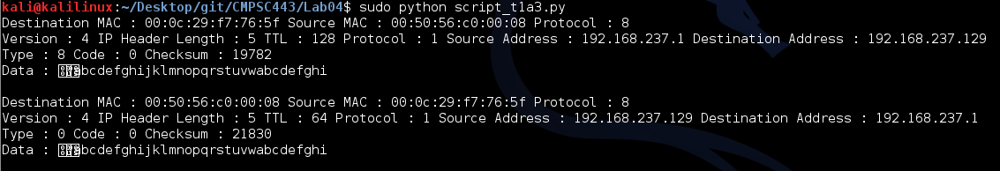 kali@kalilinux:~/Desktop/git/CMPSC443/Lab04$ sudo python script_t1a3.py
Destination MAC : 00:0c:29:f7:76:5f Source MAC : 00:50:56:c0:00:08 Protocol : 8
Version : 4 IP Header Length : 5 TTL : 128 Protocol : 1 Source Address : 192.168.237.1 Destination Address : 192.168.237.129
Type : 8 Code : 0 Checksum : 19782
Data : abcdefghijklmnopqrstuvwabcdefghi
Destination MAC : 00:50:56:c0:00:08 Source MAC : 00:0c:29:f7:76:5f Protocol : 8
Version : 4 IP Header Length : 5 TTL : 64 Protocol : 1 Source Address : 192.168.237.129 Destination Address : 192.168.237.1
Type : 0 Code : 0 Checksum : 21830
Data : abcdefghijklmnopqrstuvwabcdefghi